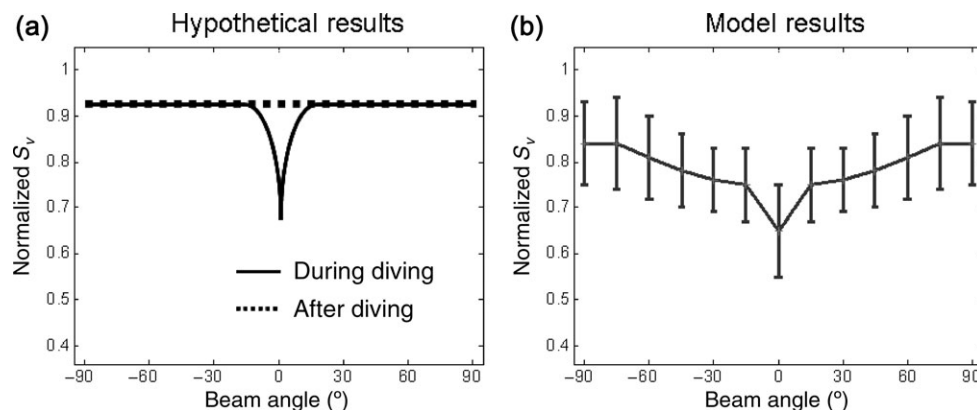 (a) Hypothetical results
1
0.9
0.8
0.7
0.6
0.5
0.4
Normalized Sv
During diving
After diving
−90 −60 −30 0 30 60 90
Beam angle (º)
(b) Model results
1
0.9
0.8
0.7
0.6
0.5
0.4
Normalized Sv
−90 −60 −30 0 30 60 90
Beam angle (º)